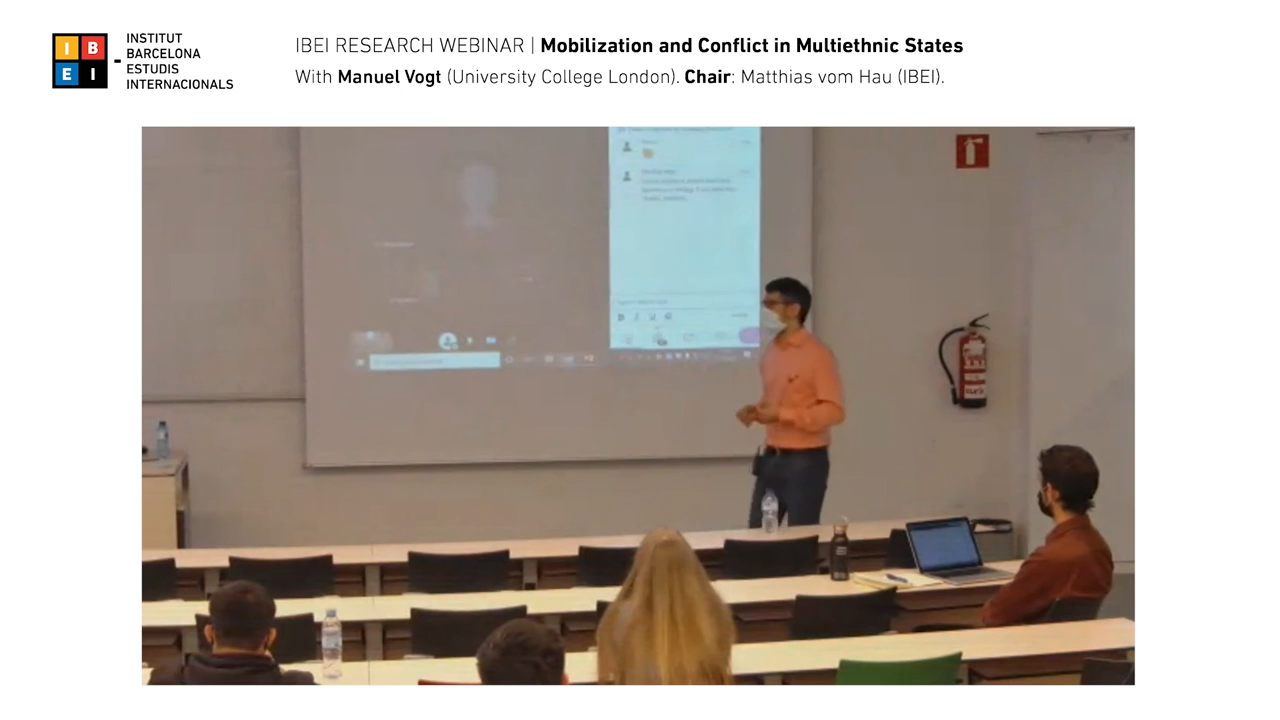 I B
E I
INSTITUT
BARCELONA
ESTUDIS
INTERNACIONALS
IBEI RESEARCH WEBINAR | Mobilization and Conflict in Multiethnic States
With Manuel Vogt (University College London). Chair: Matthias vom Hau (IBEI).